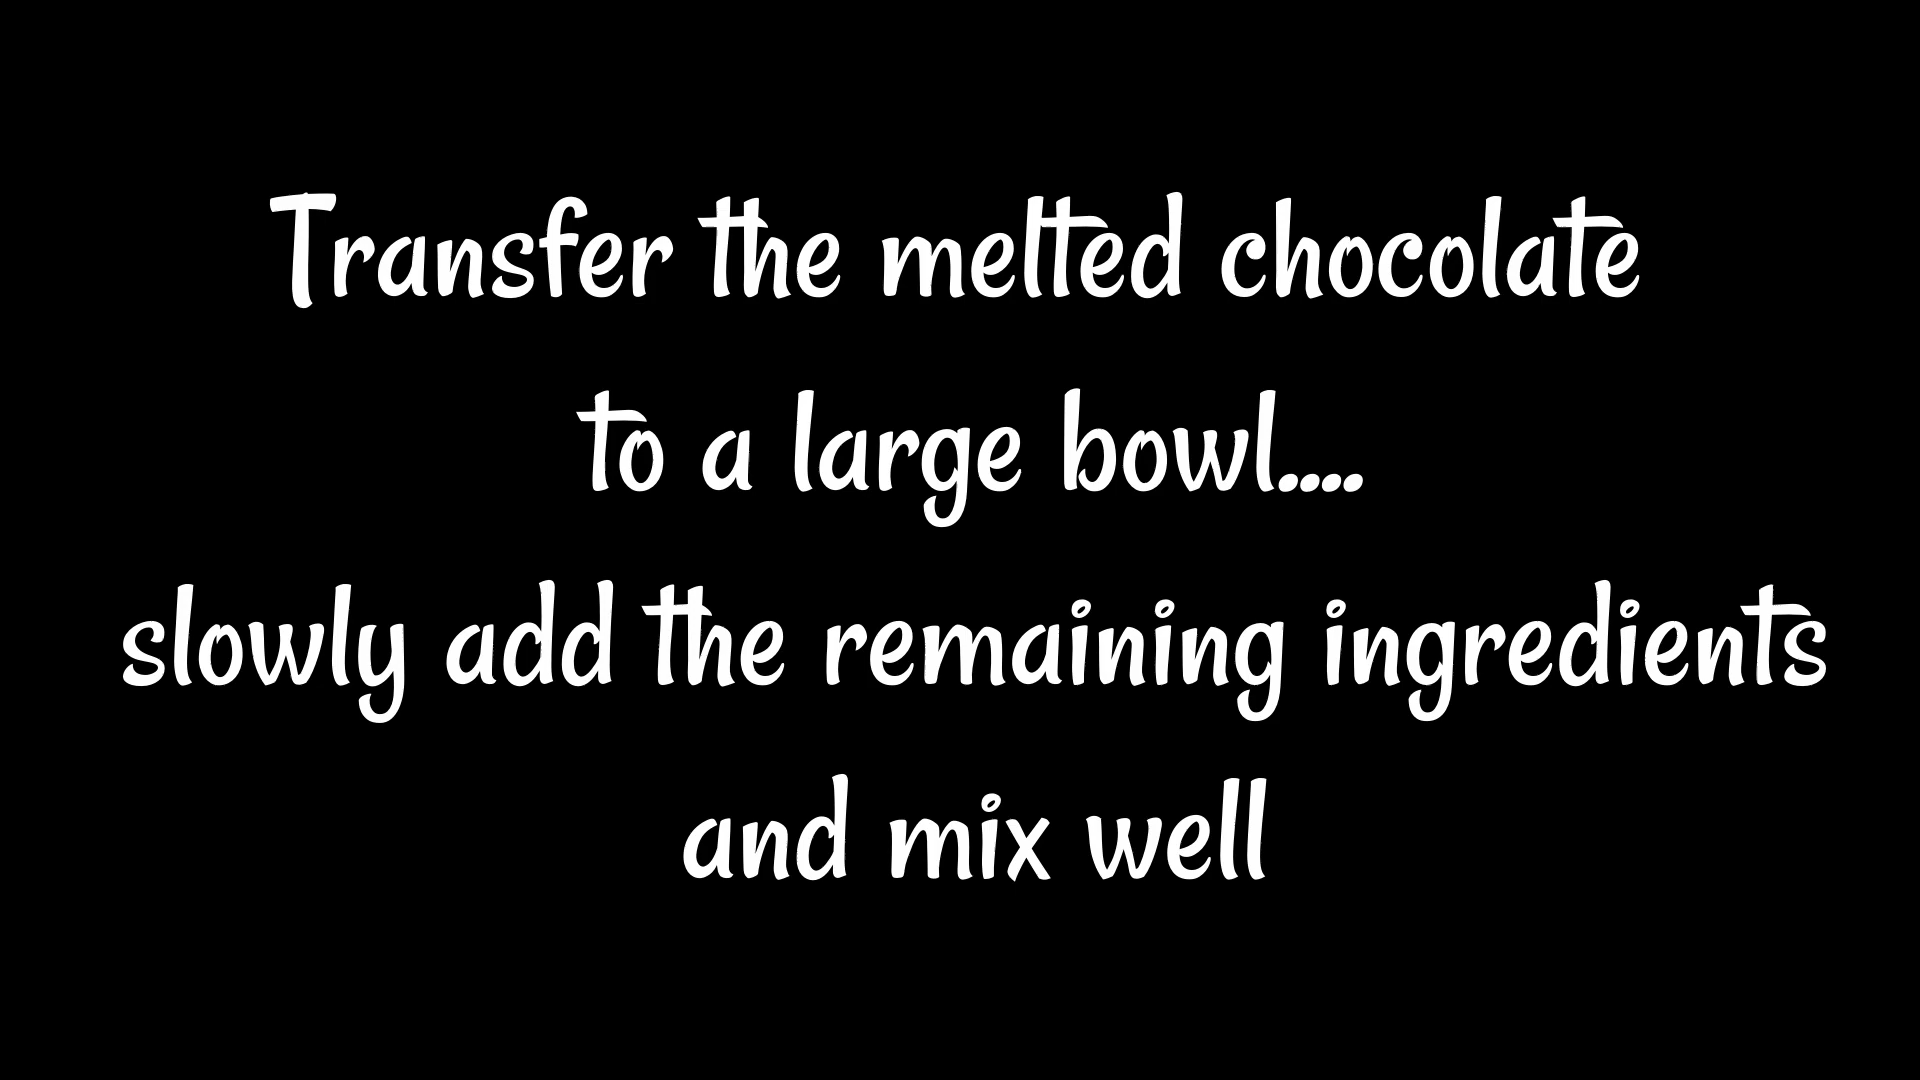 Transfer the melted chocolate
to a large bowl....
slowly add the remaining ingredients
and mix well